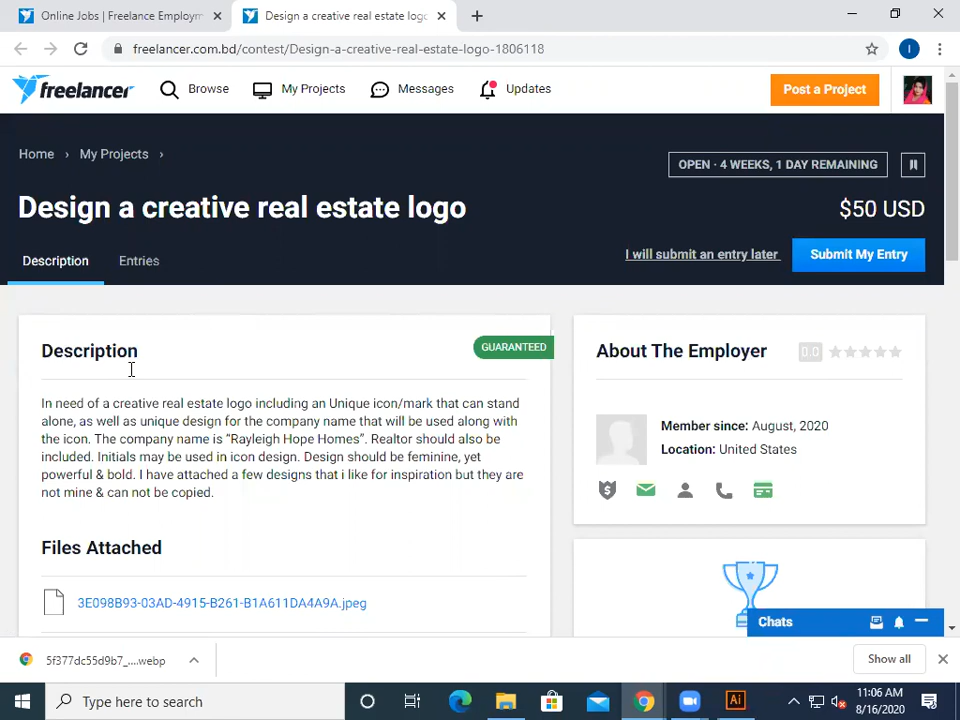 Online Jobs | Freelance Employm
Design a creative real estate logo
freelancer.com.bd/contest/Design-a-creative-real-estate-logo-1806118
I
freelancer
Browse
My Projects
Messages
Updates
Post a Project
Home › My Projects ›
OPEN · 4 WEEKS, 1 DAY REMAINING
Design a creative real estate logo
$50 USD
Description
Entries
I will submit an entry later
Submit My Entry
Description
GUARANTEED
In need of a creative real estate logo including an Unique icon/mark that can stand
alone, as well as unique design for the company name that will be used along with
the icon. The company name is “Rayleigh Hope Homes”. Realtor should also be
included. Initials may be used in icon design. Design should be feminine, yet
powerful & bold. I have attached a few designs that i like for inspiration but they are
not mine & can not be copied.
Files Attached
3E098B93-03AD-4915-B261-B1A611DA4A9A.jpeg
About The Employer
0.0
Member since: August, 2020
Location: United States
Chats
5f377dc55d9b7_....webp
Show all
Type here to search
Ai
11:06 AM
8/16/2020